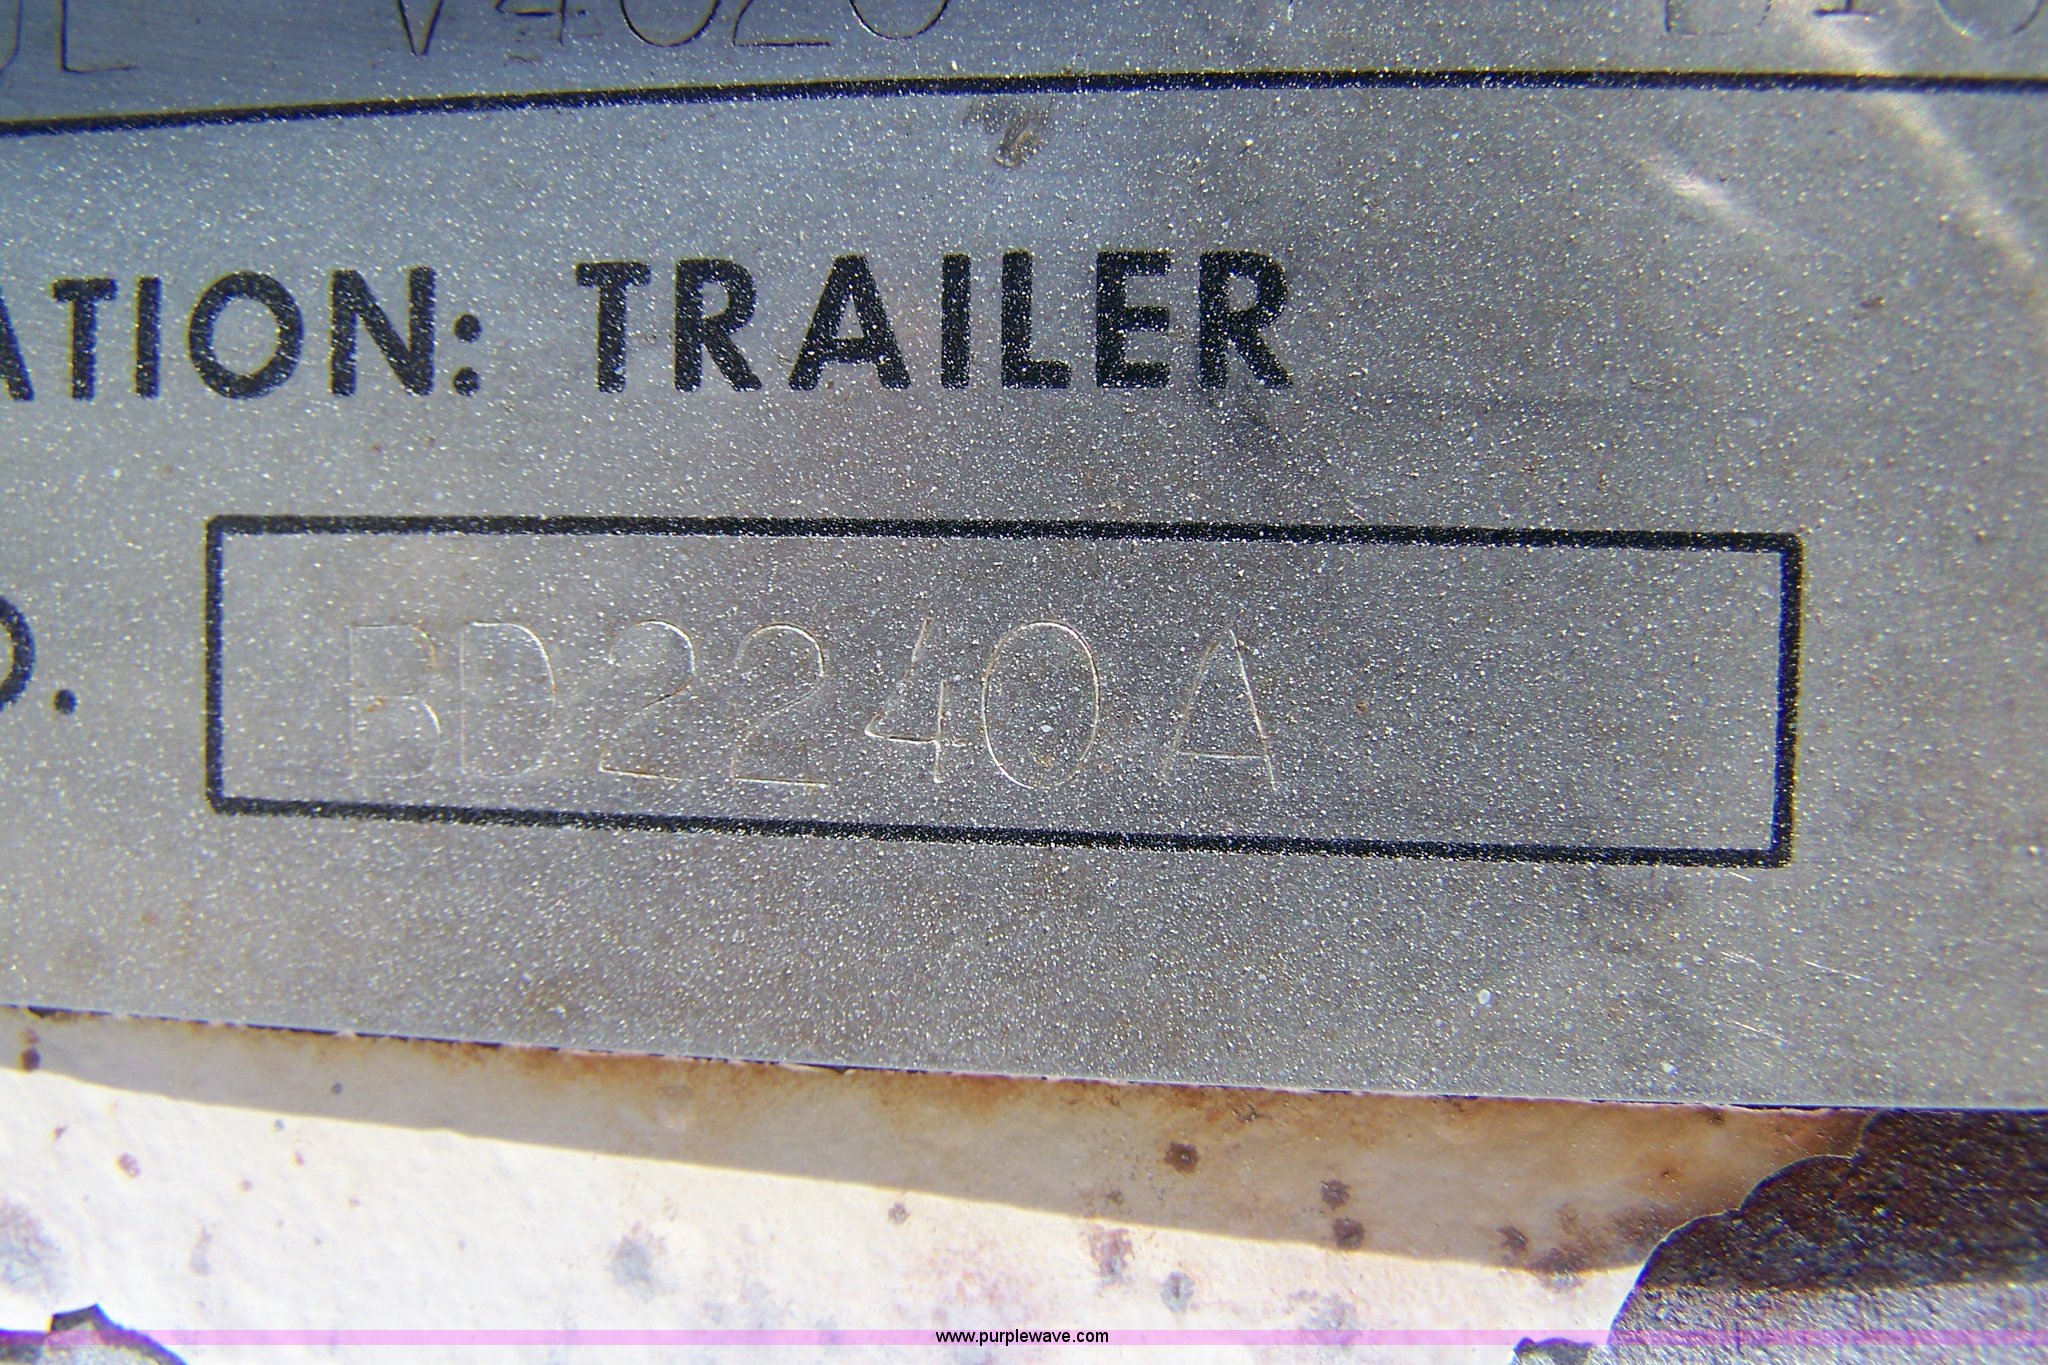 V4020
ATION: TRAILER
BD2240A
www.purplewave.com